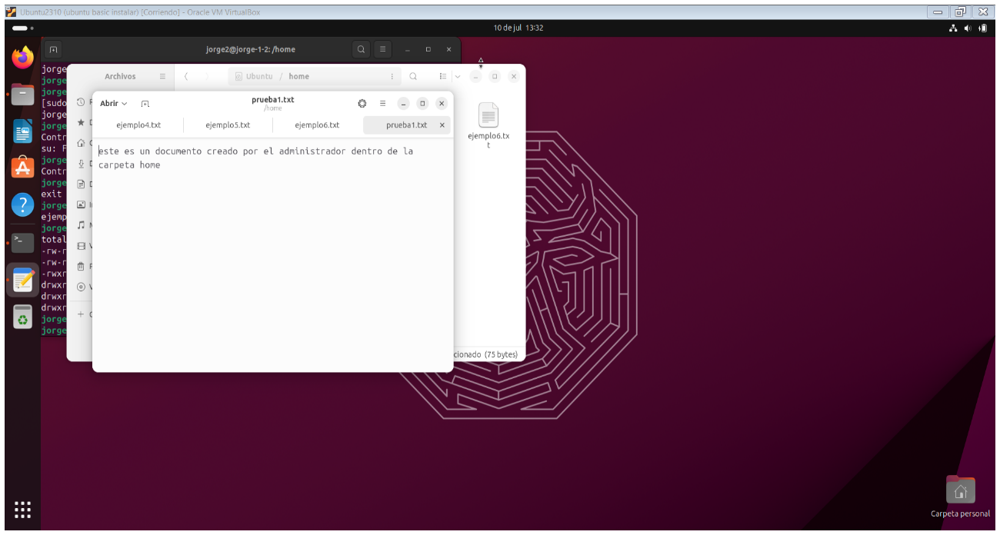 Ubuntu2310 (ubuntu basic instalar) [Corriendo] - Oracle VM VirtualBox
10 de jul 13:32
jorge2@jorge-1-2: /home
jorge
jorge
jorge
[sudo
jorge
jorge
Contr
su: F
jorge
Contr
jorge
exit
jorge
ejemp
jorge
total
-rw-r
-rw-r
-rwxr
drwxr
drwxr
drwxr
jorge
jorge
Archivos
Ubuntu / home
ejemplo6.tx
t
cionado (75 bytes)
Abrir
prueba1.txt
/home
ejemplo4.txt
ejemplo5.txt
ejemplo6.txt
prueba1.txt
este es un documento creado por el administrador dentro de la
carpeta home
Carpeta personal